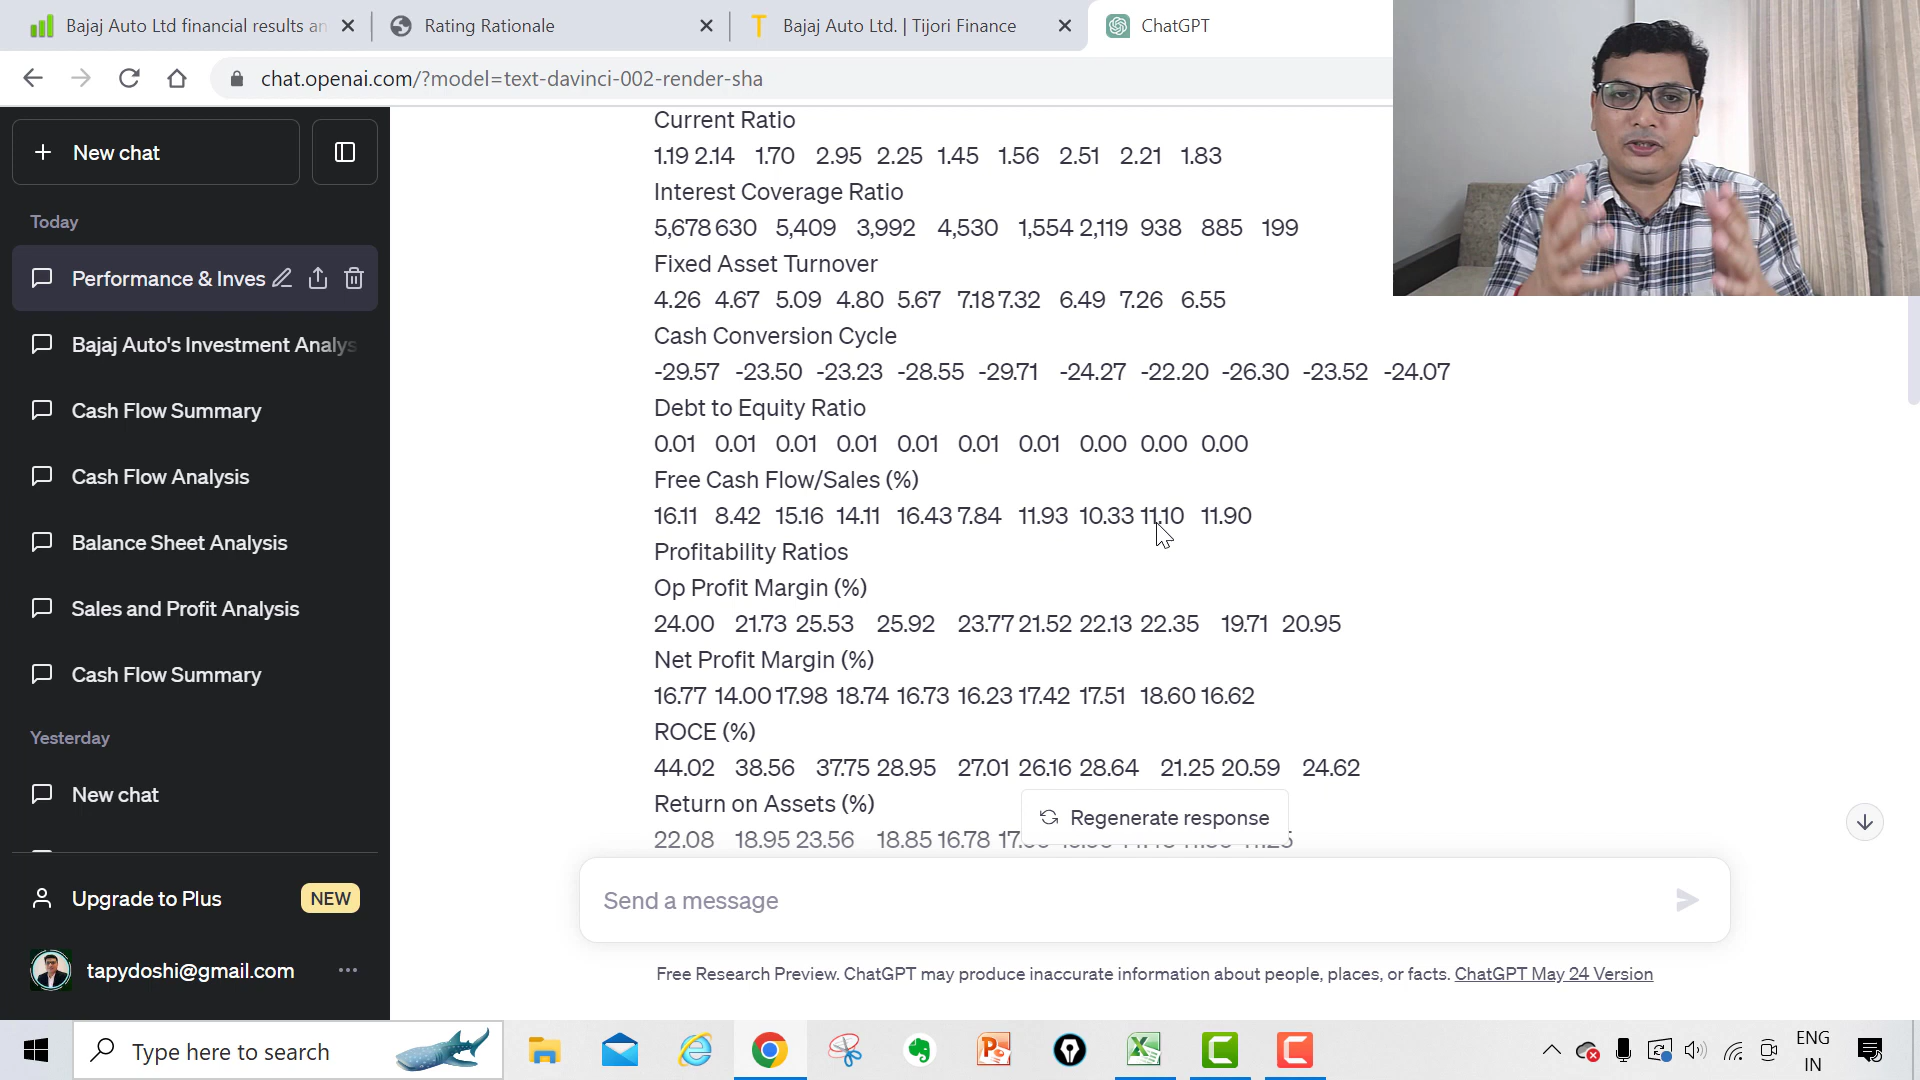 Bajaj Auto Ltd financial results an
Rating Rationale
Bajaj Auto Ltd. | Tijori Finance
ChatGPT
chat.openai.com/?model=text-davinci-002-render-sha
New chat
Today
Performance & Inves
Bajaj Auto's Investment Analys
Cash Flow Summary
Cash Flow Analysis
Balance Sheet Analysis
Sales and Profit Analysis
Cash Flow Summary
Yesterday
New chat
Upgrade to Plus NEW
tapydoshi@gmail.com
Current Ratio
1.19 2.14 1.70 2.95 2.25 1.45 1.56 2.51 2.21 1.83
Interest Coverage Ratio
5,678 630 5,409 3,992 4,530 1,554 2,119 938 885 199
Fixed Asset Turnover
4.26 4.67 5.09 4.80 5.67 7.18 7.32 6.49 7.26 6.55
Cash Conversion Cycle
-29.57 -23.50 -23.23 -28.55 -29.71 -24.27 -22.20 -26.30 -23.52 -24.07
Debt to Equity Ratio
0.01 0.01 0.01 0.01 0.01 0.01 0.01 0.00 0.00 0.00
Free Cash Flow/Sales (%)
16.11 8.42 15.16 14.11 16.43 7.84 11.93 10.33 11.10 11.90
Profitability Ratios
Op Profit Margin (%)
24.00 21.73 25.53 25.92 23.77 21.52 22.13 22.35 19.71 20.95
Net Profit Margin (%)
16.77 14.00 17.98 18.74 16.73 16.23 17.42 17.51 18.60 16.62
ROCE (%)
44.02 38.56 37.75 28.95 27.01 26.16 28.64 21.25 20.59 24.62
Return on Assets (%)
22.08 18.95 23.56 18.85 16.78
Regenerate response
Send a message
Free Research Preview. ChatGPT may produce inaccurate information about people, places, or facts. ChatGPT May 24 Version
Type here to search
ENG
IN